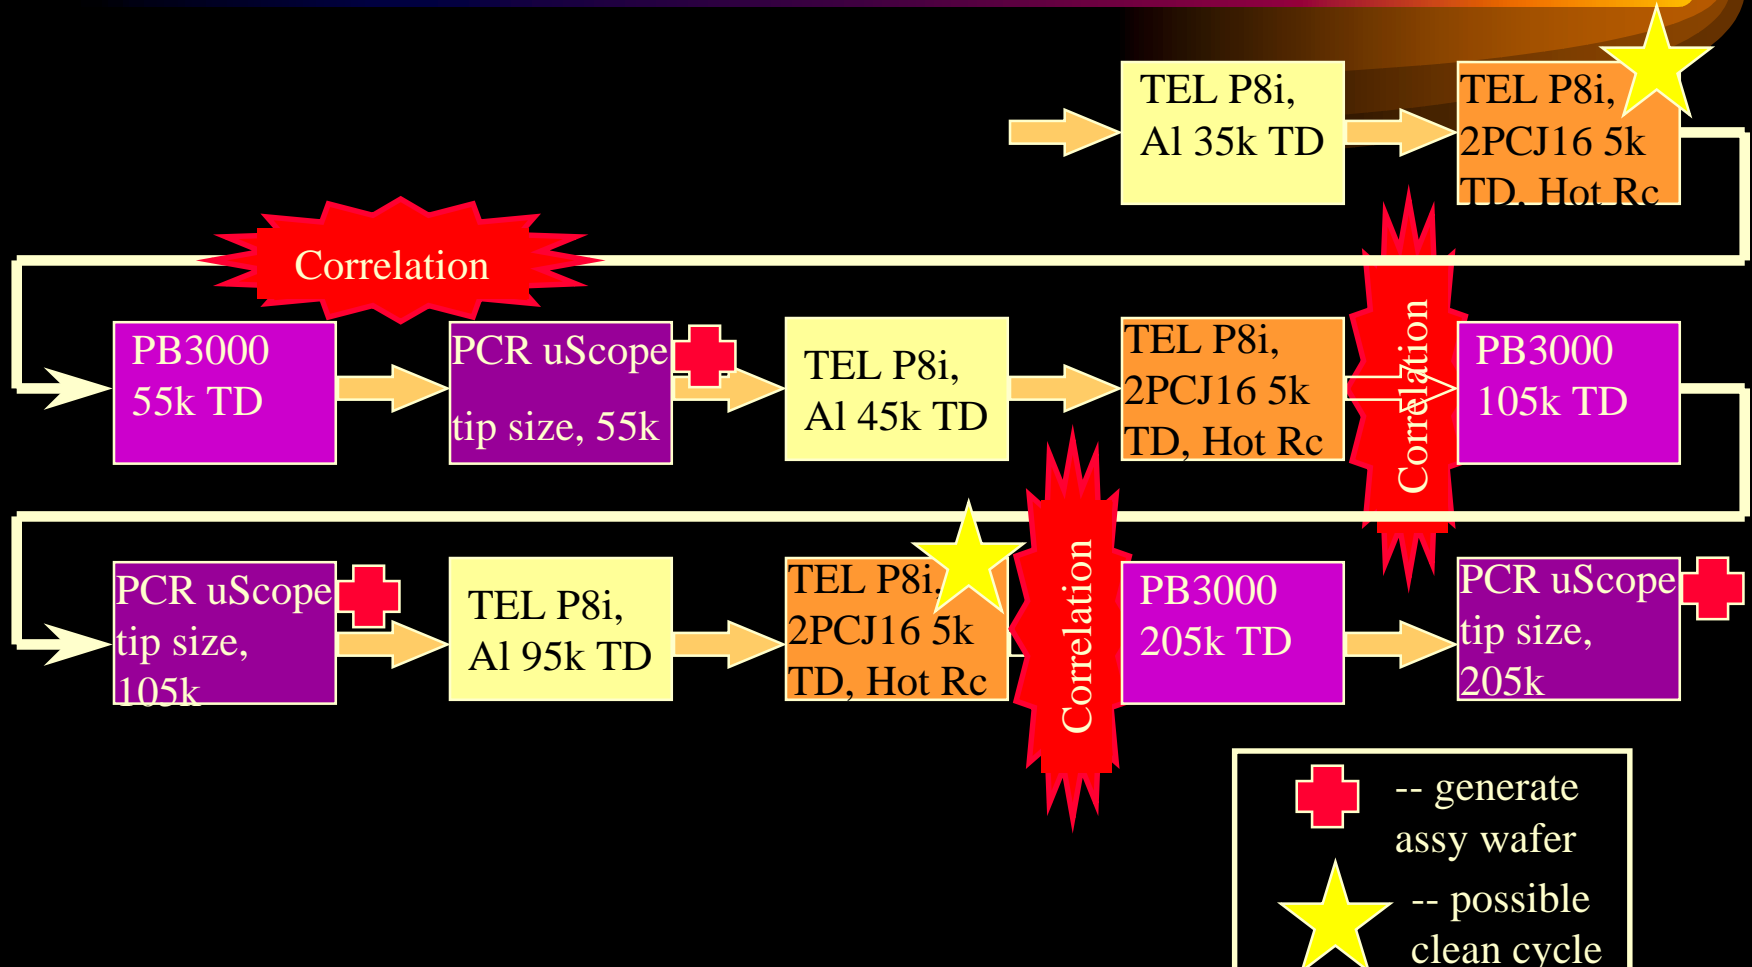 TEL P8i,
Al 35k TD
TEL P8i,
2PCJ16 5k
TD, Hot Rc
Correlation
PB3000
55k TD
PCR uScope
tip size, 55k
TEL P8i,
Al 45k TD
TEL P8i,
2PCJ16 5k
TD, Hot Rc
Correlation
PB3000
105k TD
PCR uScope
tip size,
105k
TEL P8i,
Al 95k TD
TEL P8i,
2PCJ16 5k
TD, Hot Rc
Correlation
PB3000
205k TD
PCR uScope
tip size,
205k
-- generate
assy wafer
-- possible
clean cycle